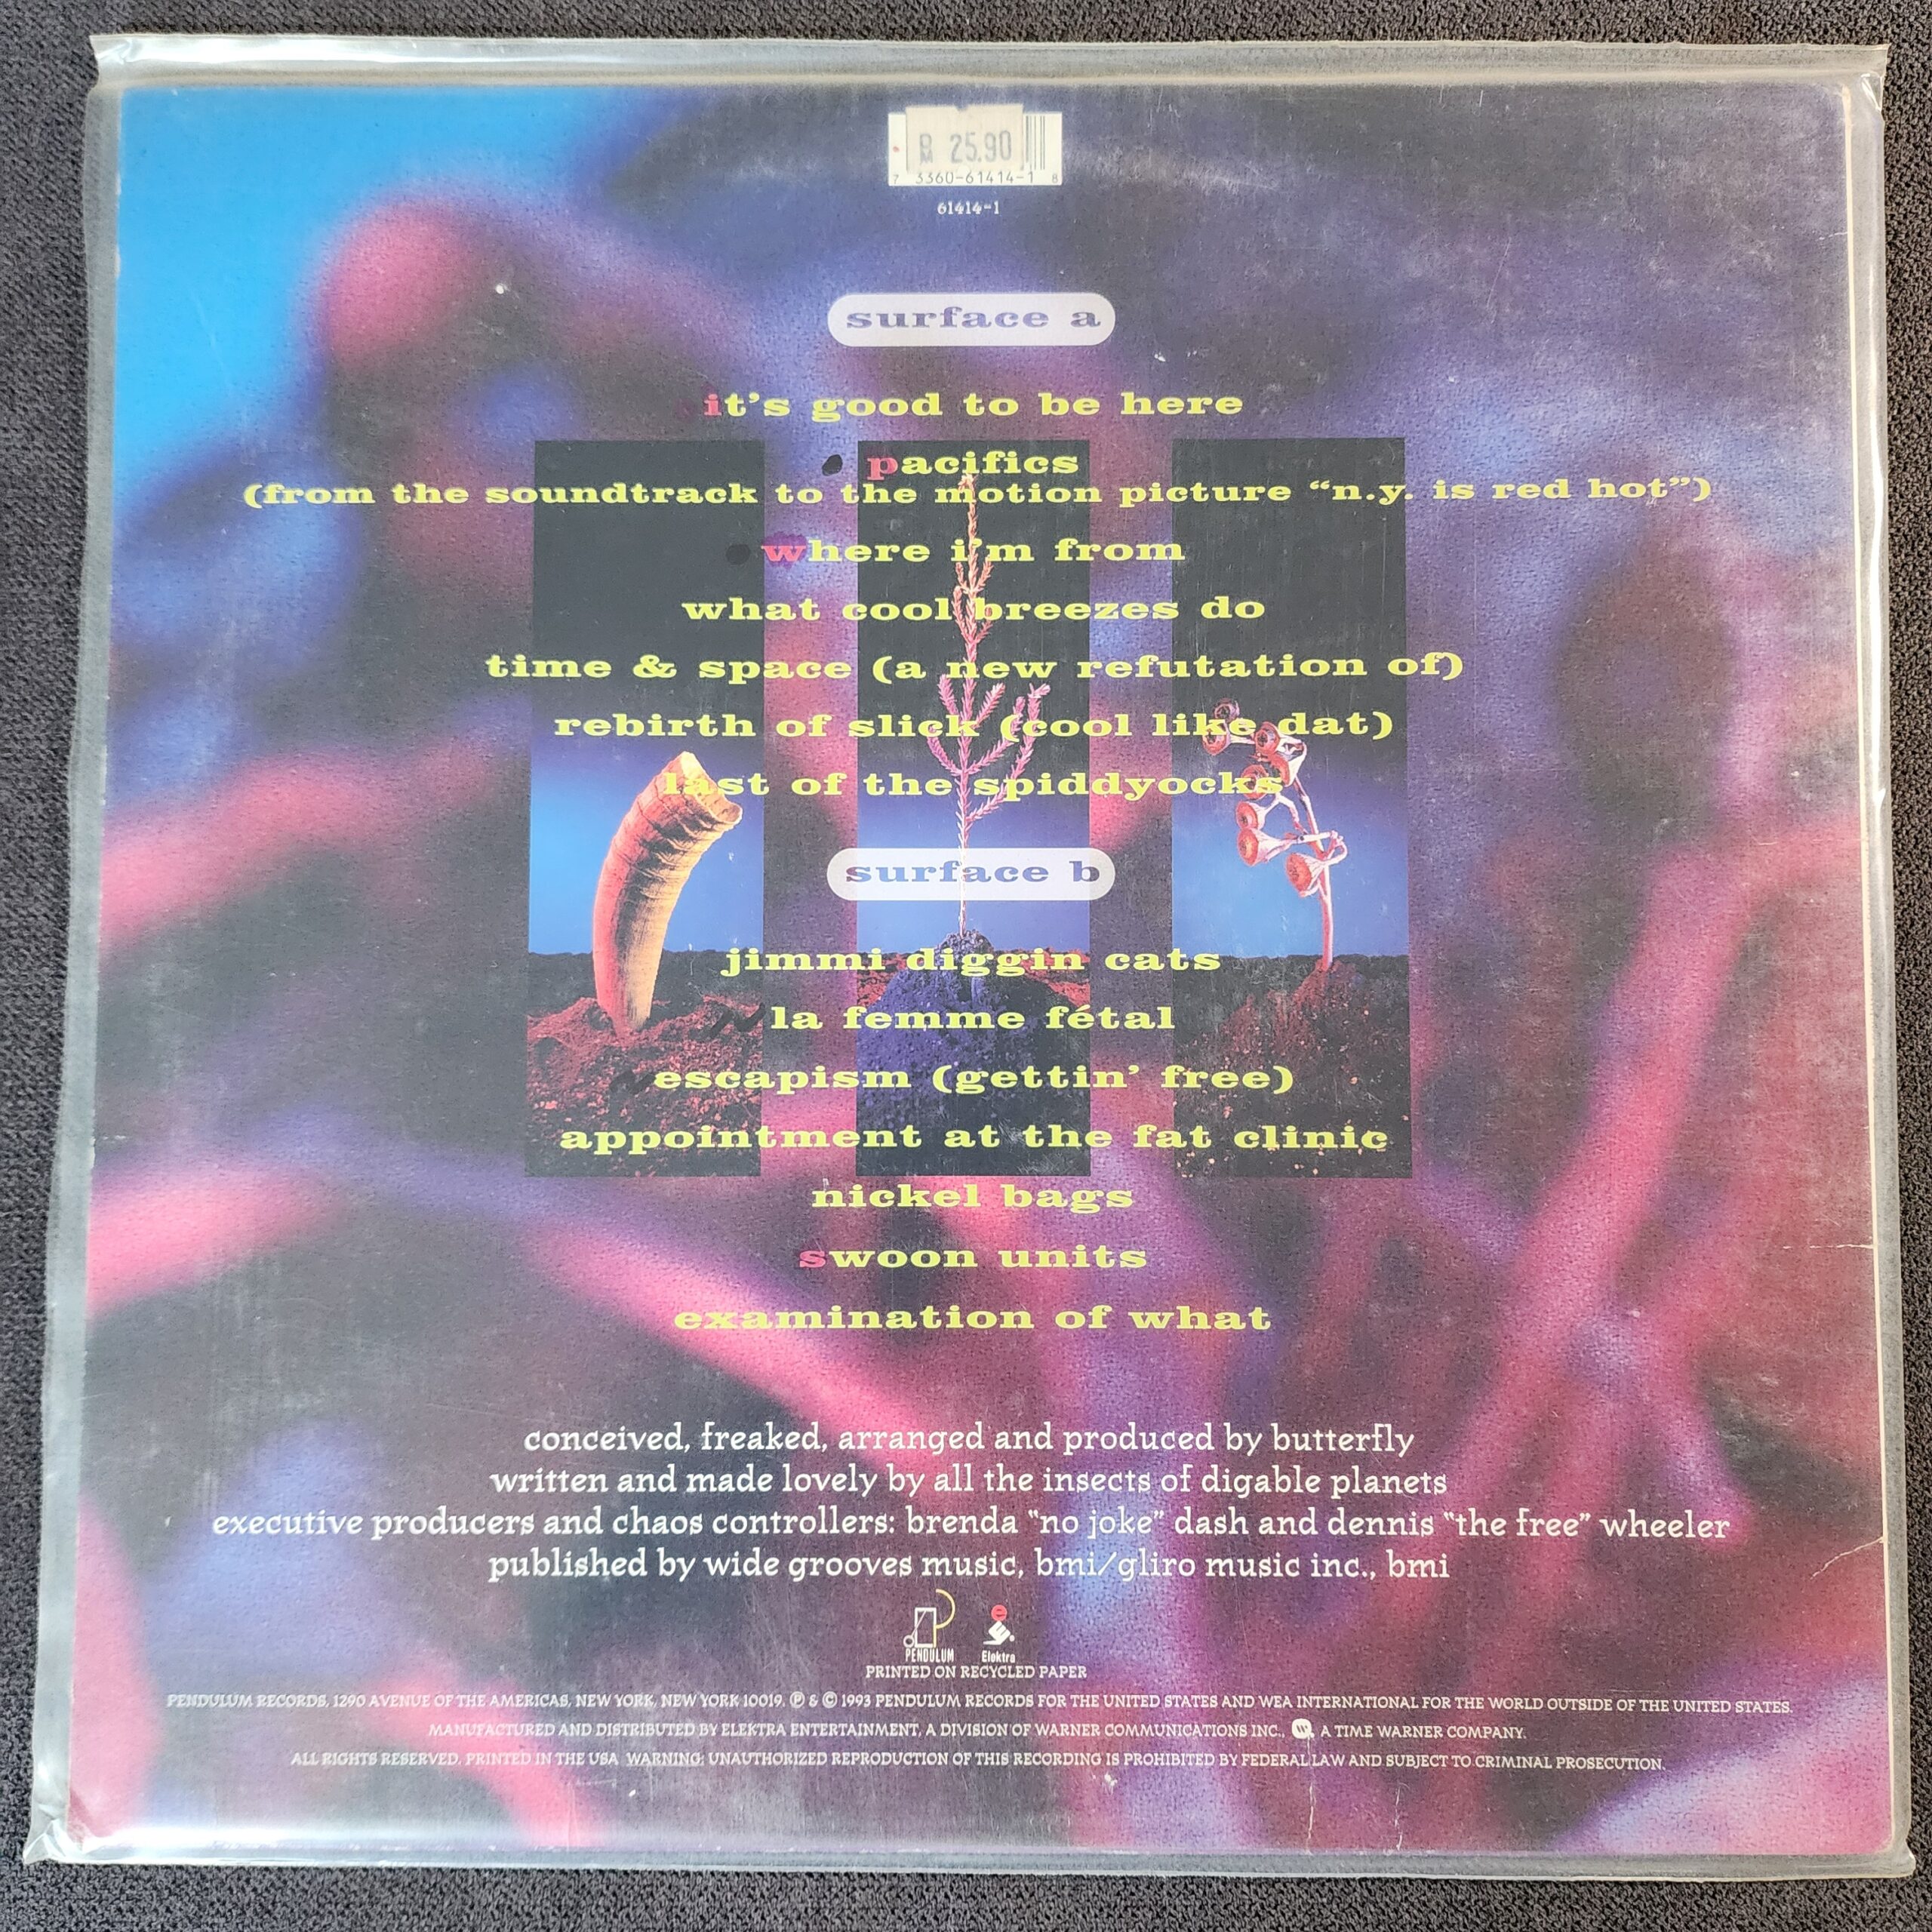 DM 25.90
7 3360-61414-1 8
61414-1
surface a
it's good to be here
pacifics
(from the soundtrack to the motion picture “n.y. is red hot”)
where i'm from
what cool breezes do
time & space (a new refutation of)
rebirth of slick (cool like dat)
last of the spiddyocks
surface b
jimmi diggin cats
la femme fétal
escapism (gettin' free)
appointment at the fat clinic
nickel bags
swoon units
examination of what
conceived, freaked, arranged and produced by butterfly
written and made lovely by all the insects of digable planets
executive producers and chaos controllers: brenda “no joke” dash and dennis “the free” wheeler
published by wide grooves music, bmi/gliro music inc., bmi
PENDULUM
e
Elektra
PRINTED ON RECYCLED PAPER
PENDULUM RECORDS, 1290 AVENUE OF THE AMERICAS, NEW YORK, NEW YORK 10019. ℗ & © 1993 PENDULUM RECORDS FOR THE UNITED STATES AND WEA INTERNATIONAL FOR THE WORLD OUTSIDE OF THE UNITED STATES.
MANUFACTURED AND DISTRIBUTED BY ELEKTRA ENTERTAINMENT, A DIVISION OF WARNER COMMUNICATIONS INC., W, A TIME WARNER COMPANY.
ALL RIGHTS RESERVED. PRINTED IN THE USA WARNING: UNAUTHORIZED REPRODUCTION OF THIS RECORDING IS PROHIBITED BY FEDERAL LAW AND SUBJECT TO CRIMINAL PROSECUTION.